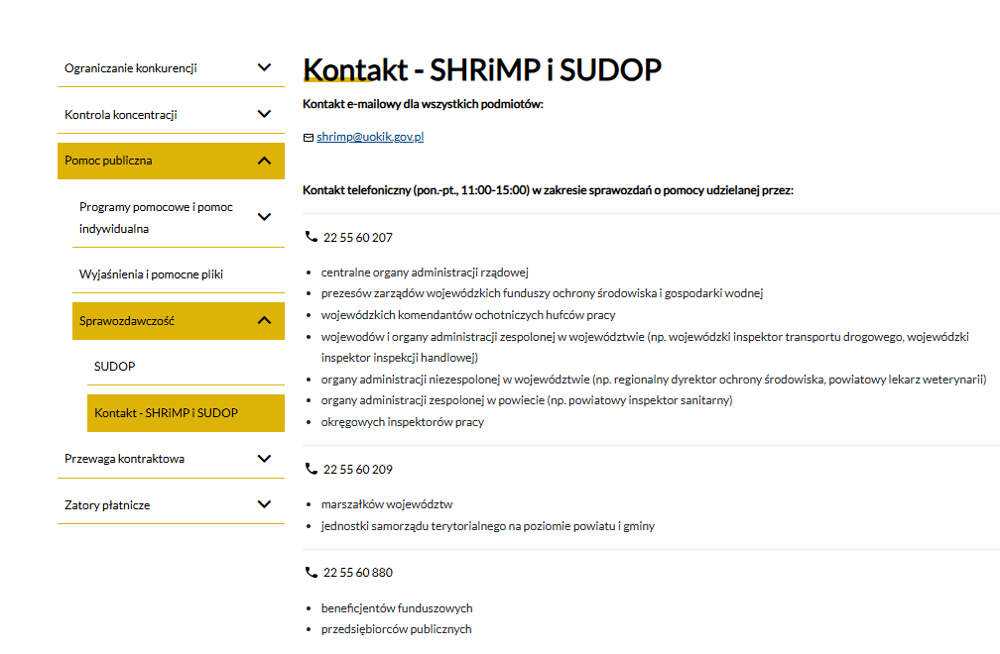 Ograniczanie konkurencji
Kontrola koncentracji
Pomoc publiczna
Programy pomocowe i pomoc
indywidualna
Wyjaśnienia i pomocne pliki
Sprawozdawczość
SUDOP
Kontakt - SHRiMP i SUDOP
Przewaga kontraktowa
Zatory płatnicze
Kontakt - SHRiMP i SUDOP
Kontakt e-mailowy dla wszystkich podmiotów:
shrimp@uokik.gov.pl
Kontakt telefoniczny (pon.-pt., 11:00-15:00) w zakresie sprawozdań o pomocy udzielanej przez:
22 55 60 207
• centralne organy administracji rządowej
• prezesów zarządów wojewódzkich funduszy ochrony środowiska i gospodarki wodnej
• wojewódzkich komendantów ochotniczych hufców pracy
• wojewodów i organy administracji zespolonej w województwie (np. wojewódzki inspektor transportu drogowego, wojewódzki
inspektor inspekcji handlowej)
• organy administracji niezespolonej w województwie (np. regionalny dyrektor ochrony środowiska, powiatowy lekarz weterynarii)
• organy administracji zespolonej w powiecie (np. powiatowy inspektor sanitarny)
• okręgowych inspektorów pracy
22 55 60 209
• marszałków województw
• jednostki samorządu terytorialnego na poziomie powiatu i gminy
22 55 60 880
• beneficjentów funduszowych
• przedsiębiorców publicznych